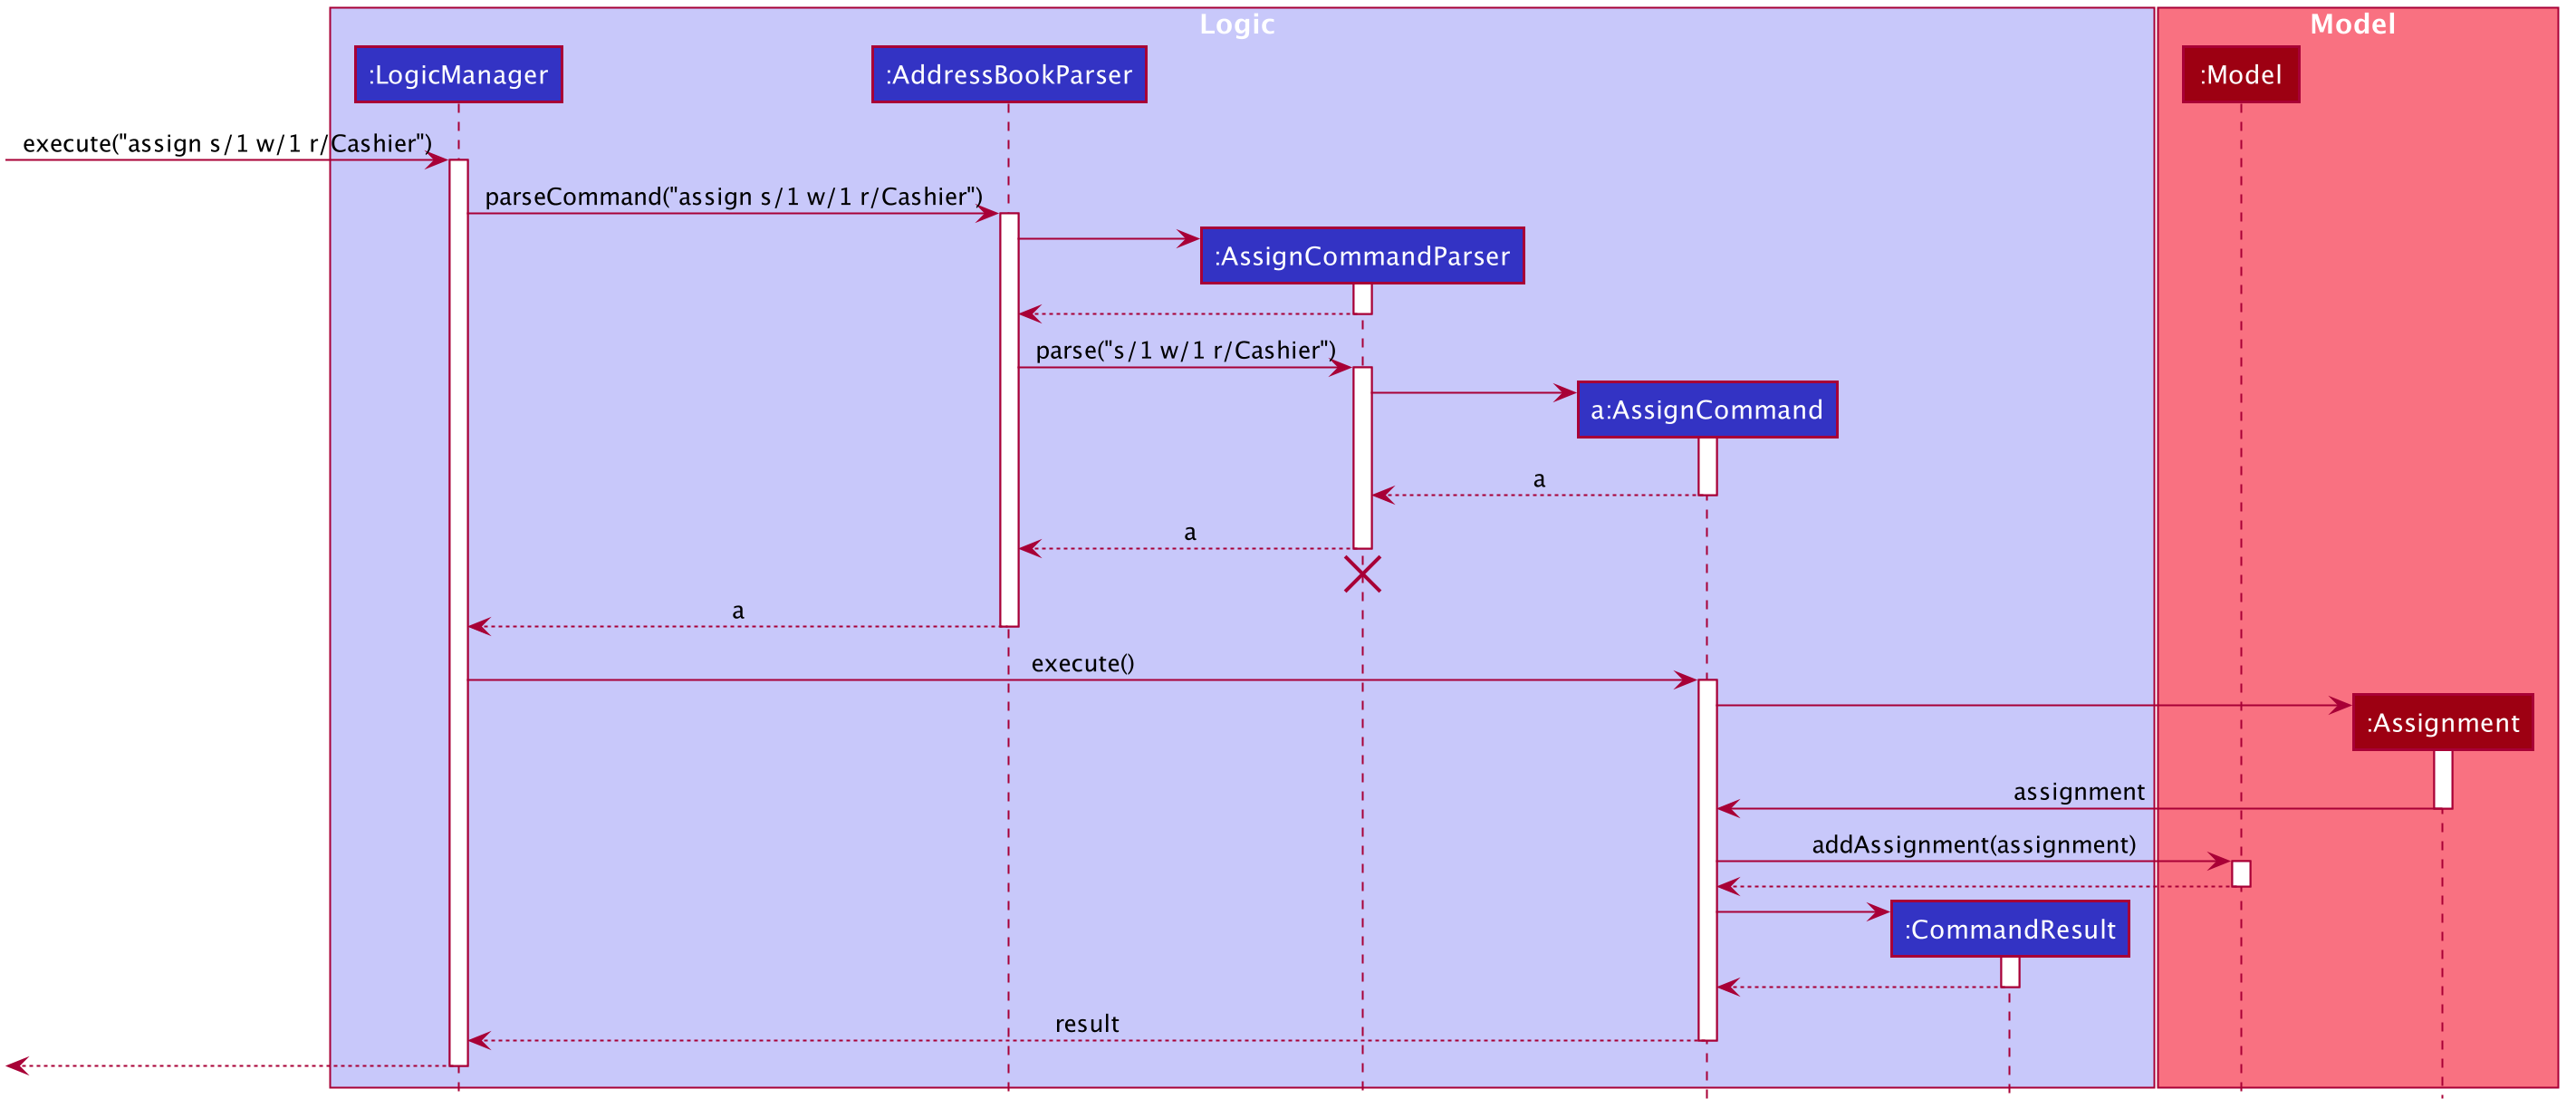 Logic
Model
:LogicManager
:AddressBookParser
:Model
execute("assign s/1 w/1 r/Cashier")
parseCommand("assign s/1 w/1 r/Cashier")
:AssignCommandParser
parse("s/1 w/1 r/Cashier")
a:AssignCommand
a
a
a
execute()
:Assignment
assignment
addAssignment(assignment)
:CommandResult
result